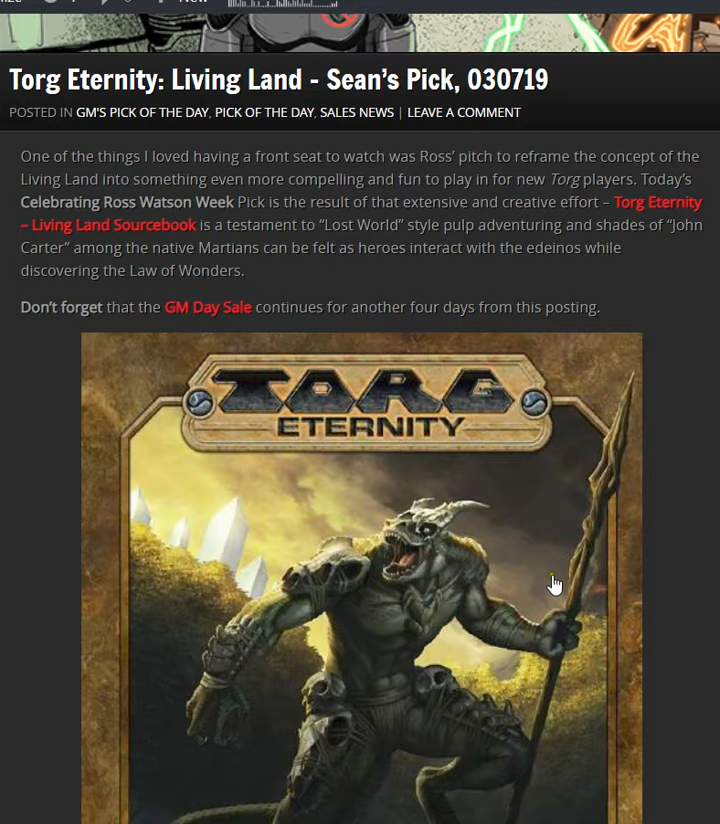 New
Torg Eternity: Living Land – Sean’s Pick, 030719
POSTED IN GM'S PICK OF THE DAY, PICK OF THE DAY, SALES NEWS | LEAVE A COMMENT
One of the things I loved having a front seat to watch was Ross’ pitch to reframe the concept of the
Living Land into something even more compelling and fun to play in for new Torg players. Today’s
Celebrating Ross Watson Week Pick is the result of that extensive and creative effort – Torg Eternity
– Living Land Sourcebook is a testament to “Lost World” style pulp adventuring and shades of “John
Carter” among the native Martians can be felt as heroes interact with the edeinos while
discovering the Law of Wonders.
Don’t forget that the GM Day Sale continues for another four days from this posting.
TORG
ETERNITY